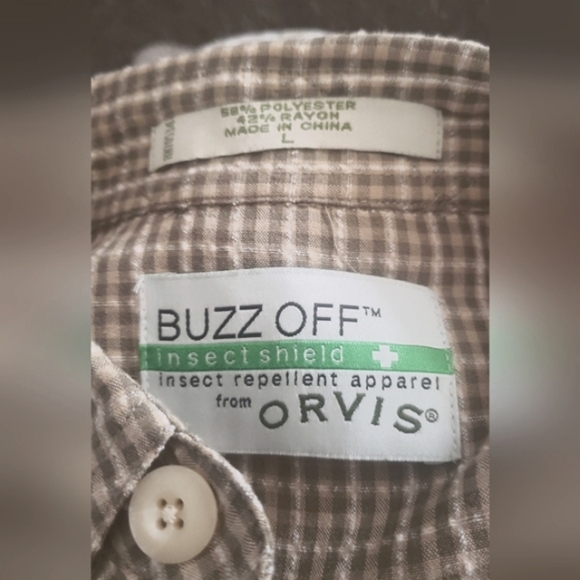 58% POLYESTER
42% RAYON
MADE IN CHINA
L
BUZZ OFF™
insect shield
insect repellent apparel
from ORVIS®